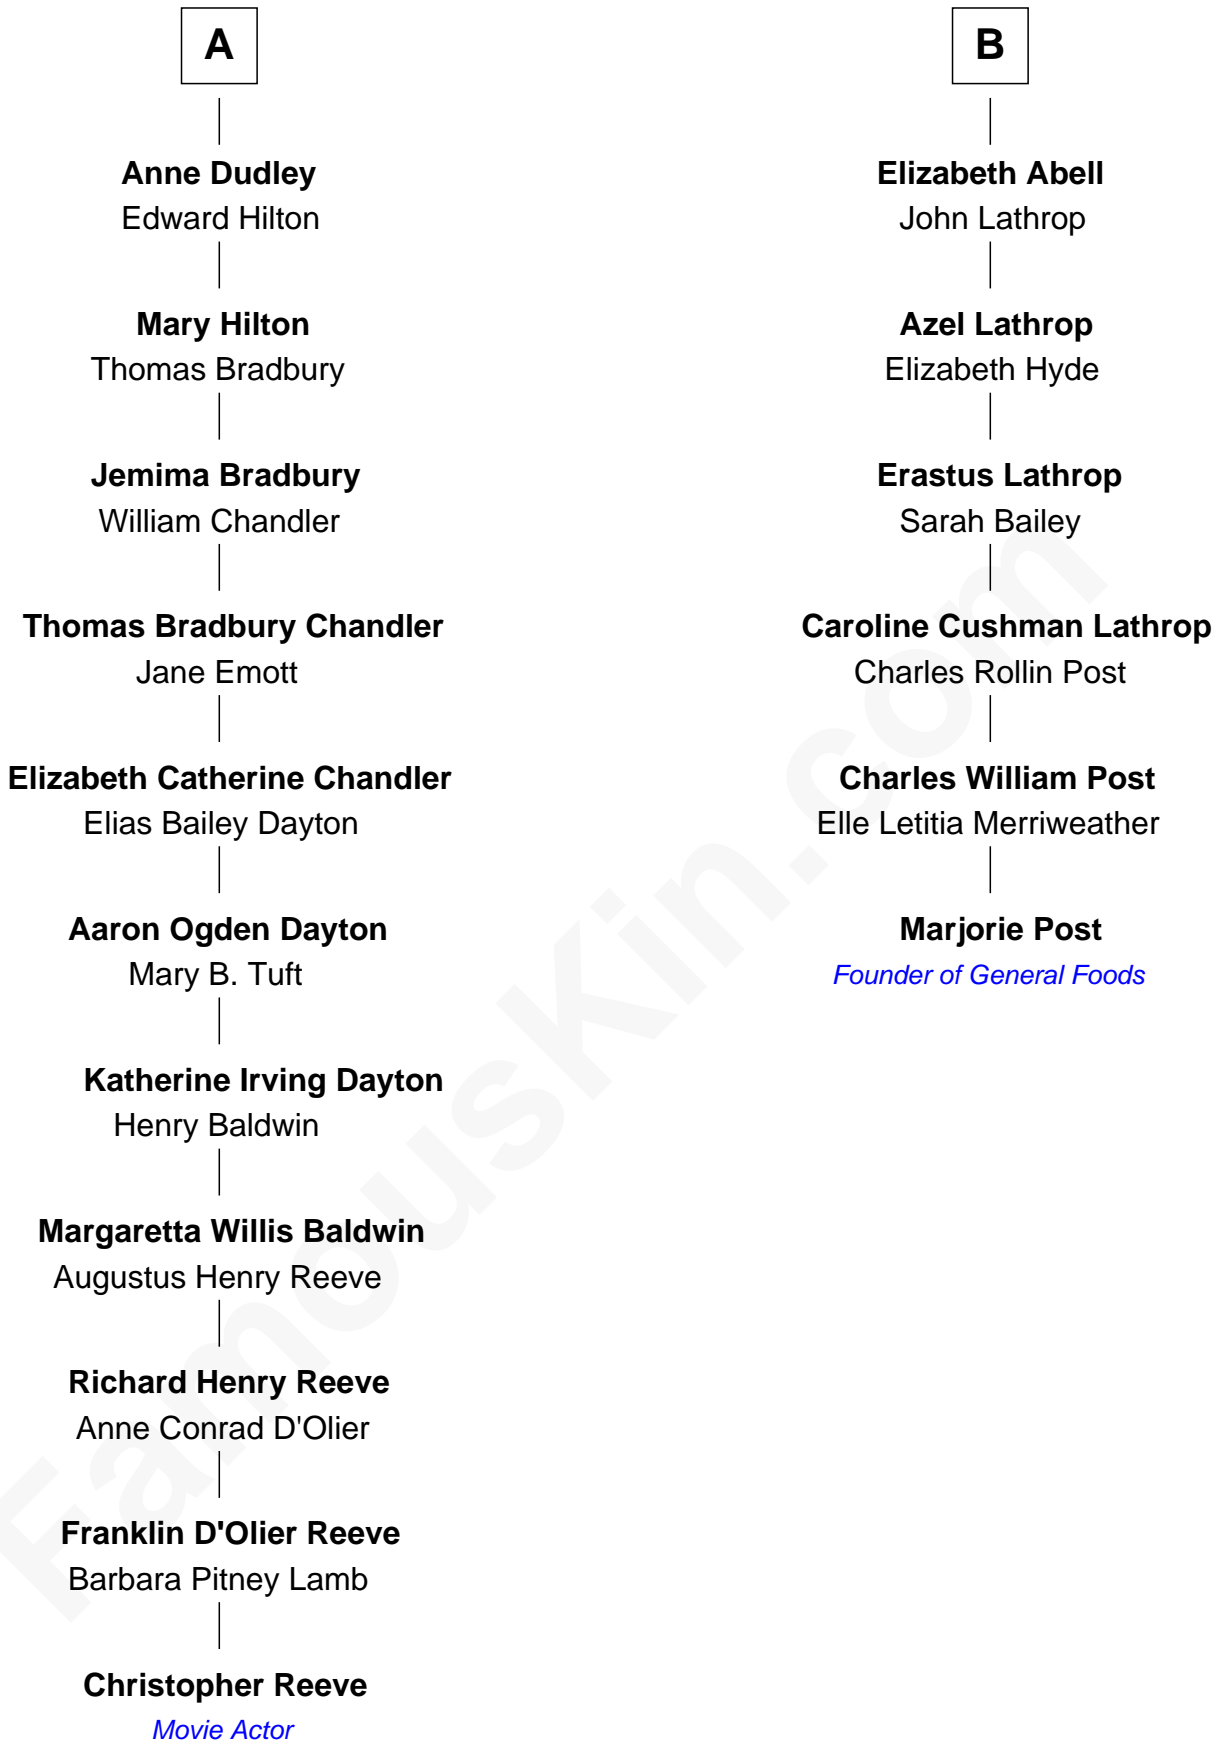 A
Anne Dudley
Edward Hilton
Mary Hilton
Thomas Bradbury
Jemima Bradbury
William Chandler
Thomas Bradbury Chandler
Jane Emott
Elizabeth Catherine Chandler
Elias Bailey Dayton
Aaron Ogden Dayton
Mary B. Tuft
Katherine Irving Dayton
Henry Baldwin
Margaretta Willis Baldwin
Augustus Henry Reeve
Richard Henry Reeve
Anne Conrad D'Olier
Franklin D'Olier Reeve
Barbara Pitney Lamb
Christopher Reeve
Movie Actor
B
Elizabeth Abell
John Lathrop
Azel Lathrop
Elizabeth Hyde
Erastus Lathrop
Sarah Bailey
Caroline Cushman Lathrop
Charles Rollin Post
Charles William Post
Elle Letitia Merriweather
Marjorie Post
Founder of General Foods
FamousKin.com